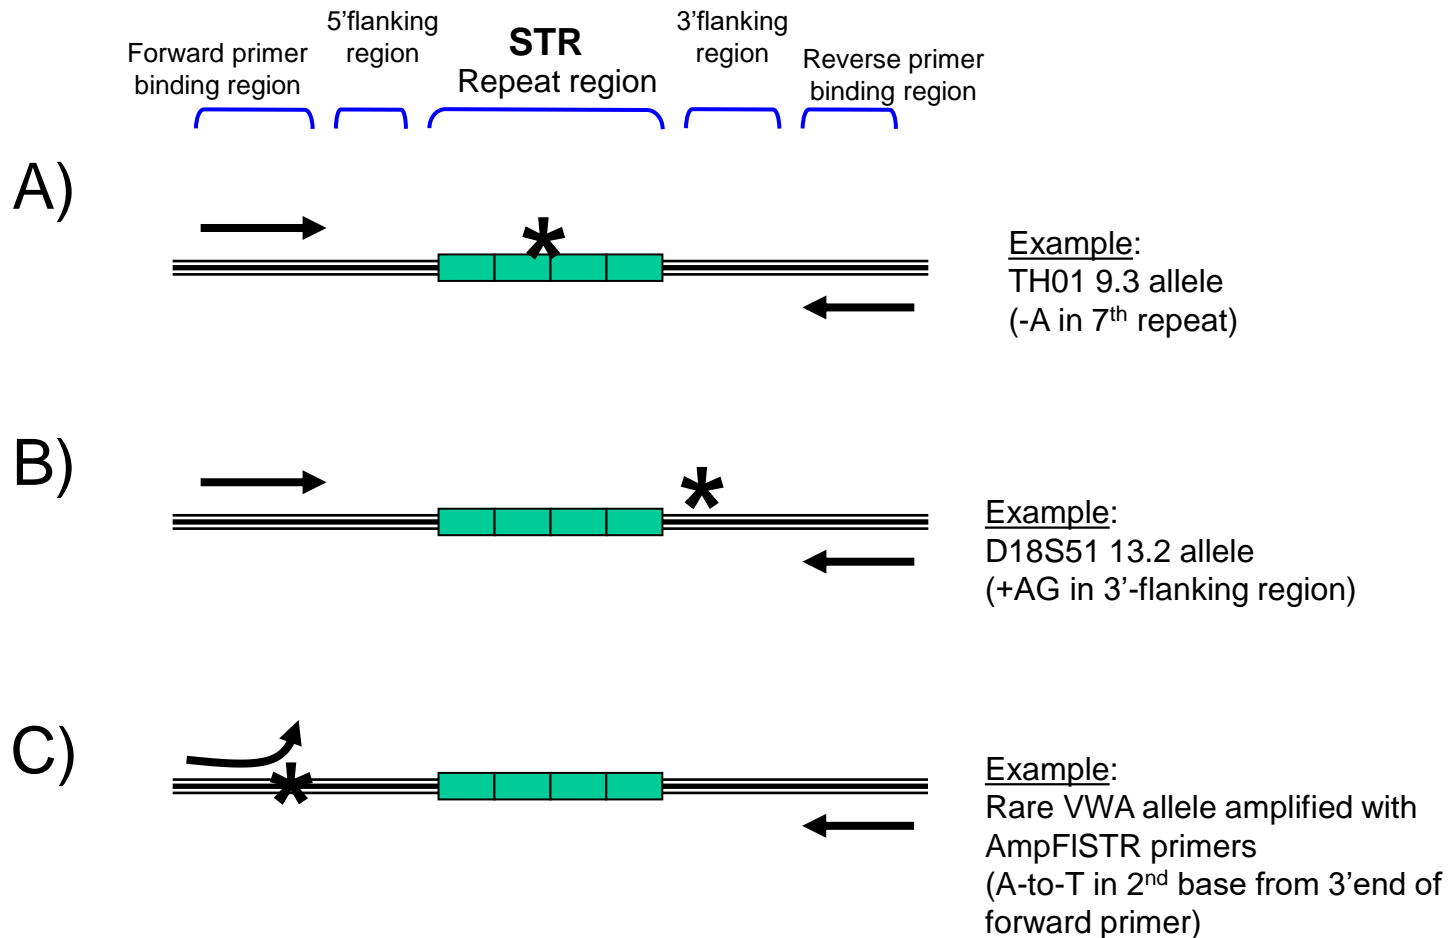 Forward primer
binding region
5’flanking
region
STR
Repeat region
3’flanking
region
Reverse primer
binding region
A)
Example:
TH01 9.3 allele
(-A in 7th repeat)
B)
Example:
D18S51 13.2 allele
(+AG in 3’-flanking region)
C)
Example:
Rare VWA allele amplified with
AmpFlSTR primers
(A-to-T in 2nd base from 3’end of
forward primer)